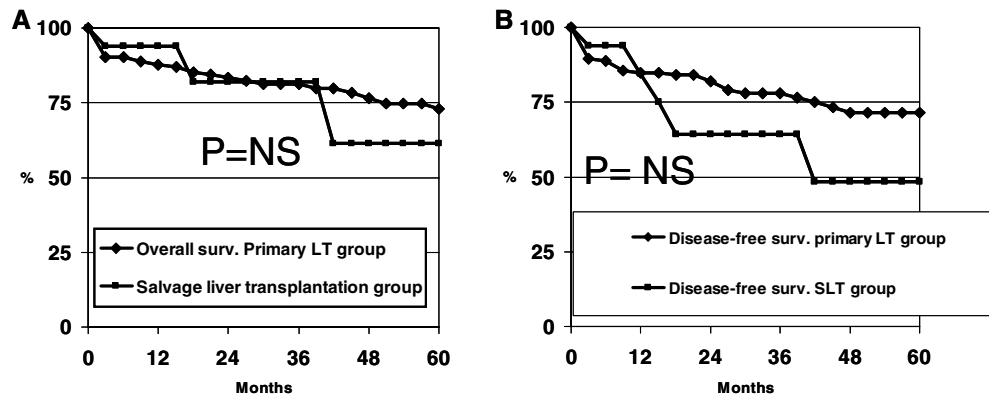 A
100
75
50
25
0
%
P=NS
Overall surv. Primary LT group
Salvage liver transplantation group
0 12 24 36 48 60
Months
B
100
75
50
25
0
%
P= NS
Disease-free surv. primary LT group
Disease-free surv. SLT group
0 12 24 36 48 60
Months